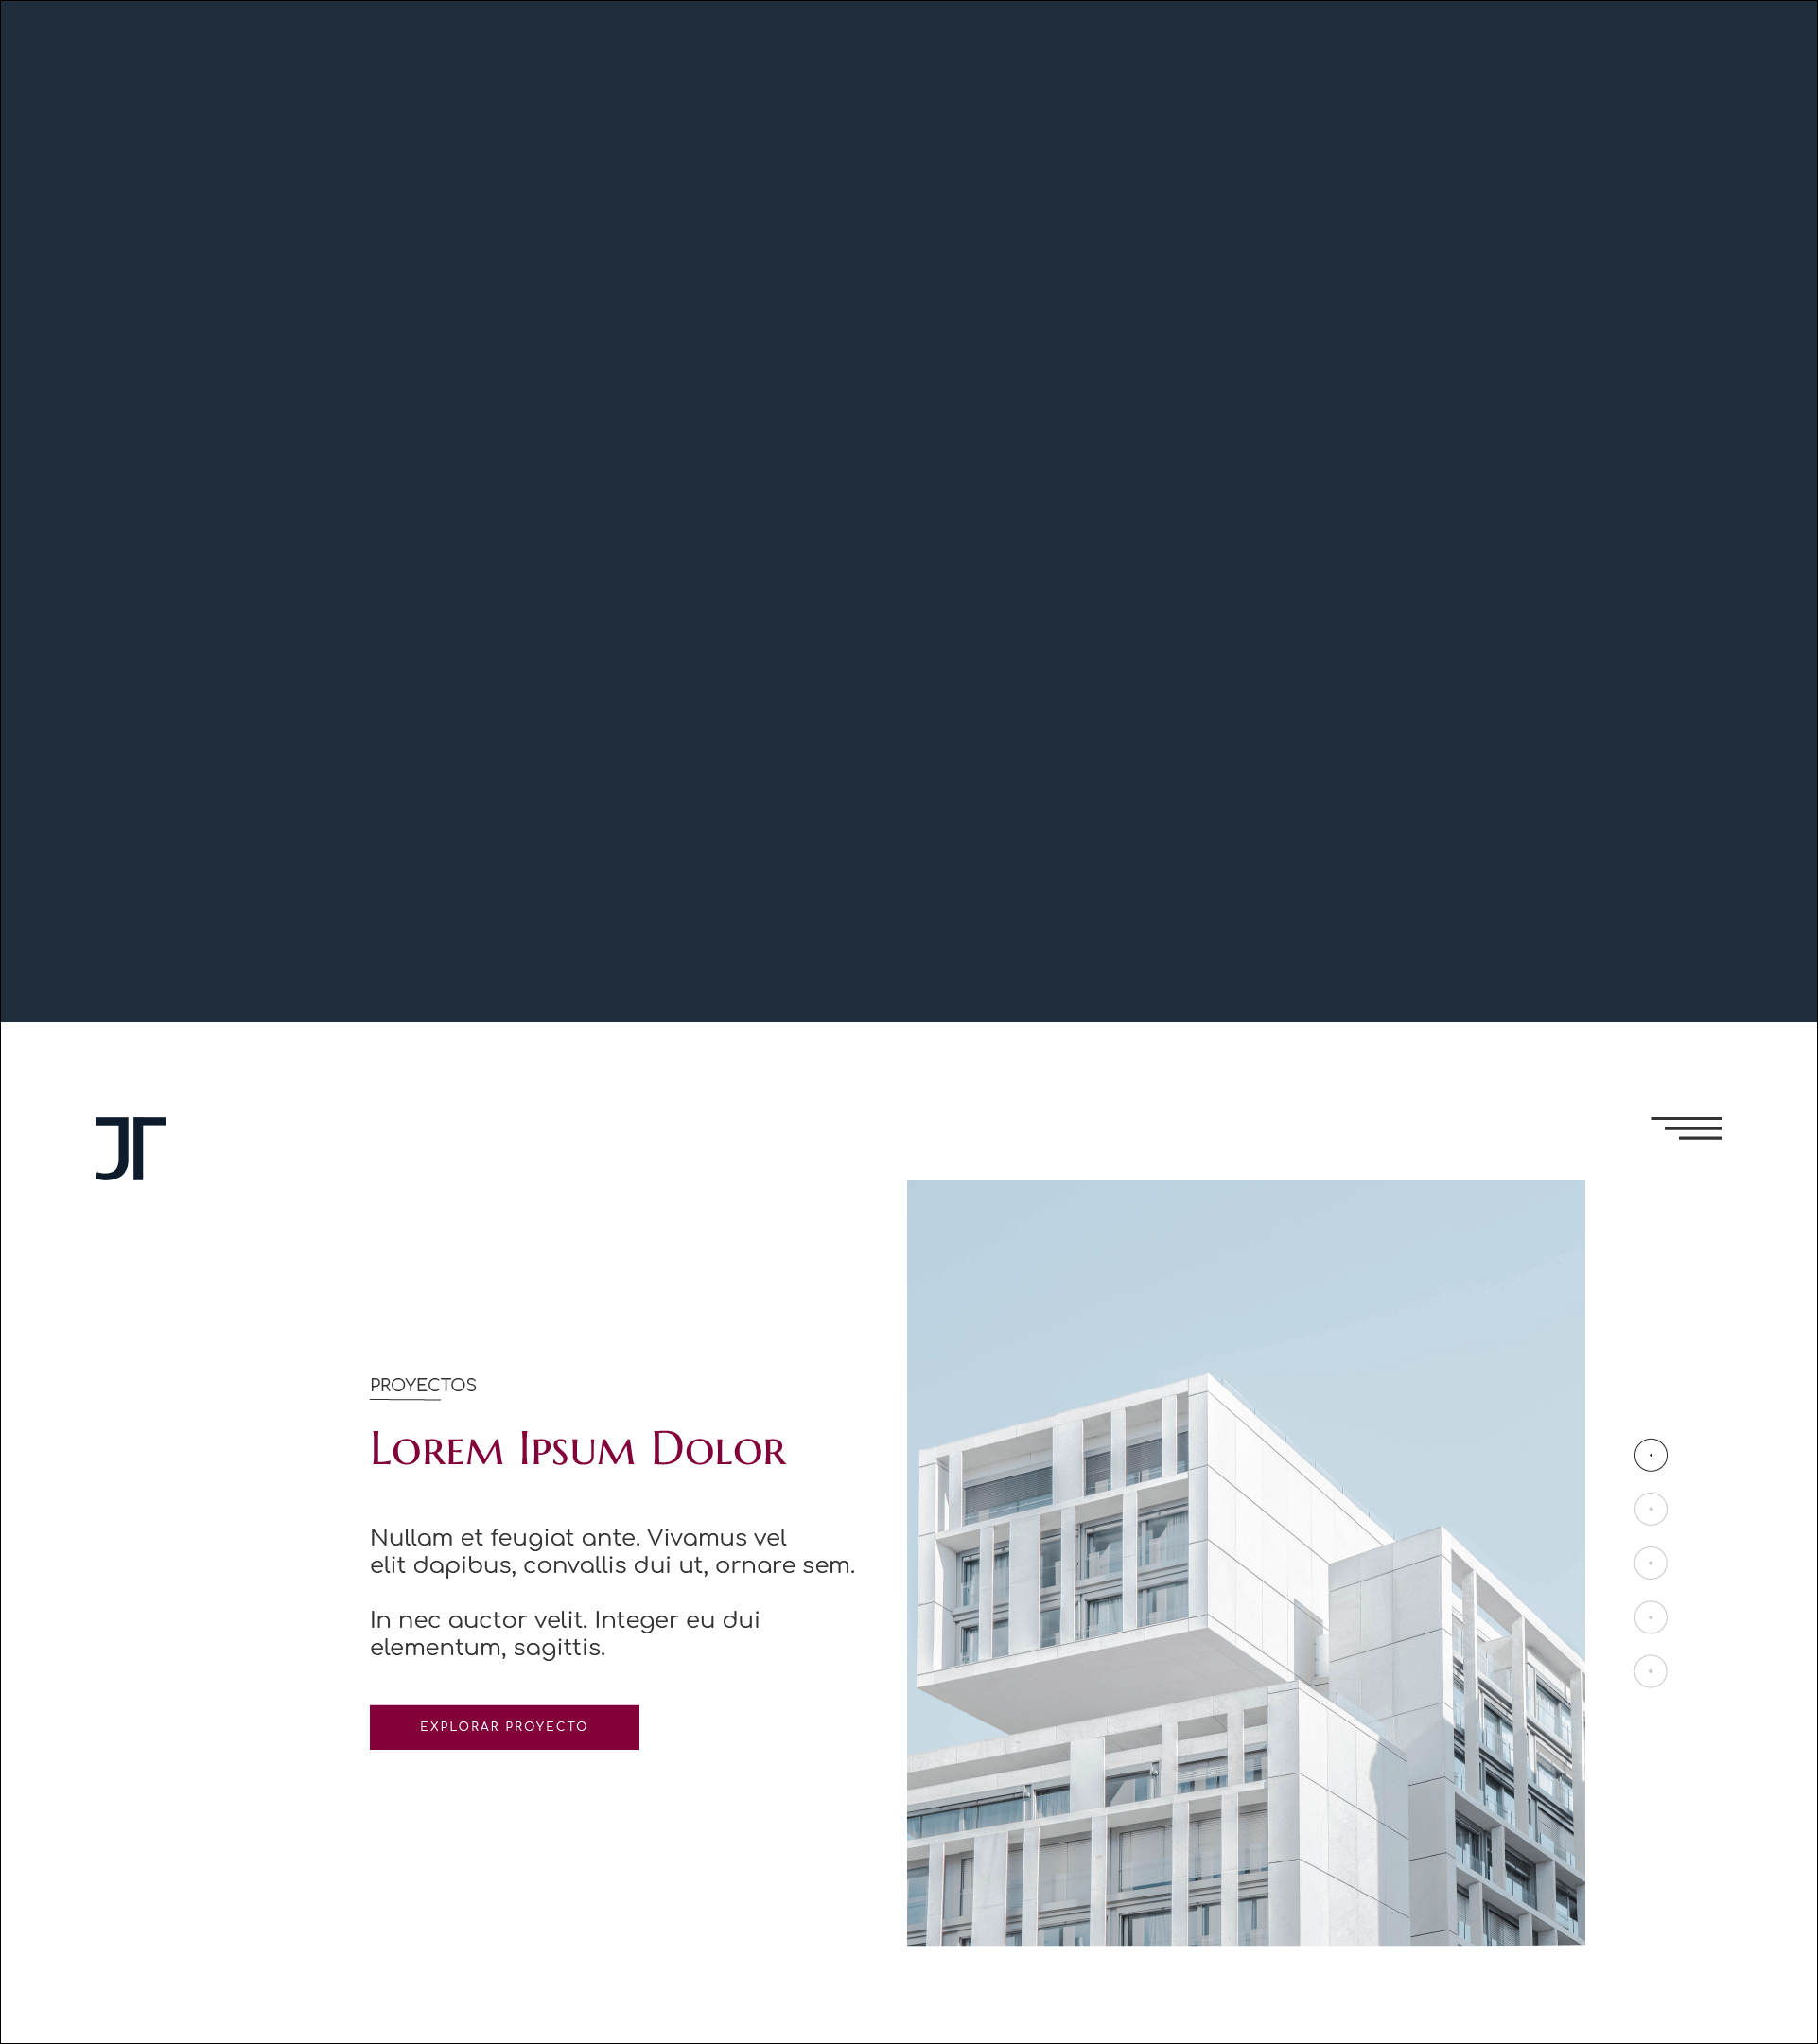 JT
PROYECTOS
Lorem Ipsum Dolor
Nullam et feugiat ante. Vivamus vel
elit dapibus, convallis dui ut, ornare sem.
In nec auctor velit. Integer eu dui
elementum, sagittis.
EXPLORAR PROYECTO